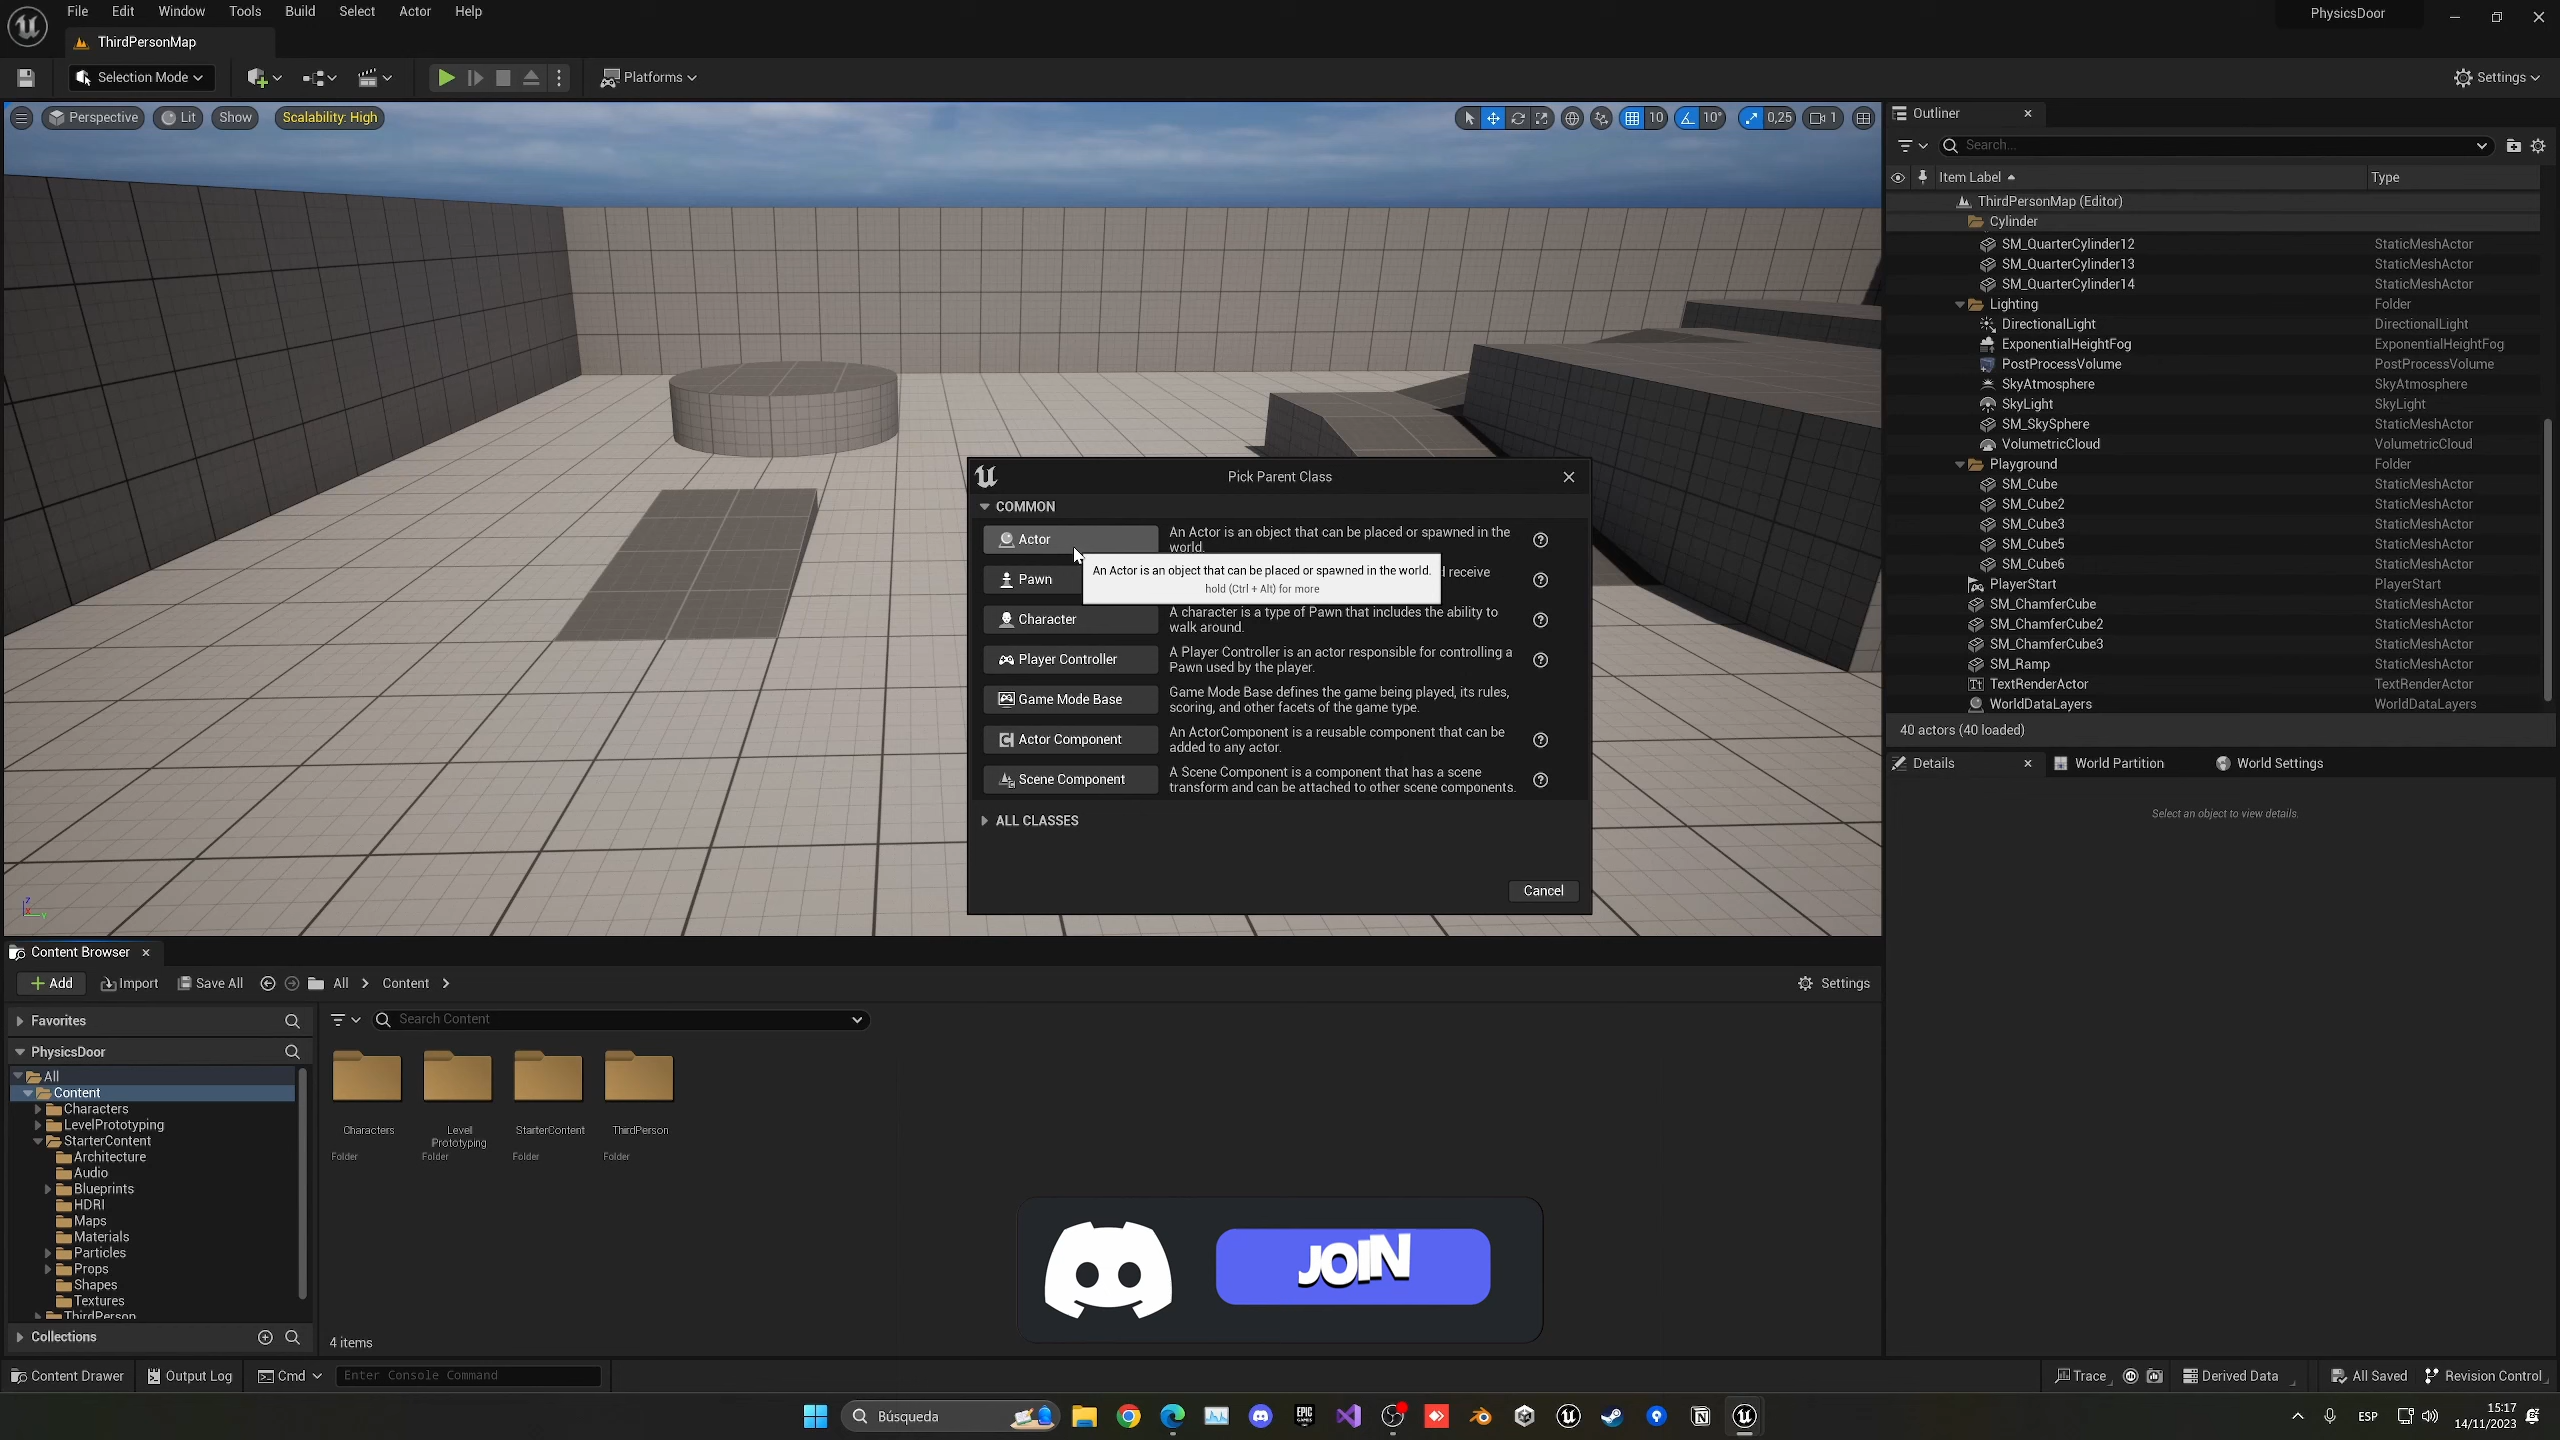 File Edit Window Tools Build Select Actor Help
PhysicsDoor
ThirdPersonMap
Selection Mode
Platforms
Settings
Perspective
Lit
Show
Scalability: High
10
10°
0,25
1
Outliner
Search...
Item Label
Type
ThirdPersonMap (Editor)
Cylinder
SM_QuarterCylinder12 StaticMeshActor
SM_QuarterCylinder13 StaticMeshActor
SM_QuarterCylinder14 StaticMeshActor
Lighting Folder
DirectionalLight DirectionalLight
ExponentialHeightFog ExponentialHeightFog
PostProcessVolume PostProcessVolume
SkyAtmosphere SkyAtmosphere
SkyLight SkyLight
SM_SkySphere StaticMeshActor
VolumetricCloud VolumetricCloud
Playground Folder
SM_Cube StaticMeshActor
SM_Cube2 StaticMeshActor
SM_Cube3 StaticMeshActor
SM_Cube5 StaticMeshActor
SM_Cube6 StaticMeshActor
PlayerStart PlayerStart
SM_ChamferCube StaticMeshActor
SM_ChamferCube2 StaticMeshActor
SM_ChamferCube3 StaticMeshActor
SM_Ramp StaticMeshActor
TextRenderActor TextRenderActor
WorldDataLayers WorldDataLayers
40 actors (40 loaded)
Details
World Partition
World Settings
Select an object to view details.
Pick Parent Class
COMMON
Actor
An Actor is an object that can be placed or spawned in the
world.
An Actor is an object that can be placed or spawned in the world.
hold (Ctrl + Alt) for more
Pawn
receive
Character
A character is a type of Pawn that includes the ability to
walk around.
Player Controller
A Player Controller is an actor responsible for controlling a
Pawn used by the player.
Game Mode Base
Game Mode Base defines the game being played, its rules,
scoring, and other facets of the game type.
Actor Component
An ActorComponent is a reusable component that can be
added to any actor.
Scene Component
A Scene Component is a component that has a scene
transform and can be attached to other scene components.
ALL CLASSES
Cancel
Content Browser
Add
Import
Save All
All
Content
Settings
Favorites
PhysicsDoor
All
Content
Characters
LevelPrototyping
StarterContent
Architecture
Audio
Blueprints
HDRI
Maps
Materials
Particles
Props
Shapes
Textures
ThirdPerson
Collections
Search Content
Characters
Folder
Level
Prototyping
Folder
StarterContent
Folder
ThirdPerson
Folder
4 items
JOIN
Content Drawer
Output Log
Cmd
Enter Console Command
Trace
Derived Data
All Saved
Revision Control
Búsqueda
EPIC
GAMES
ESP
15:17
14/11/2023